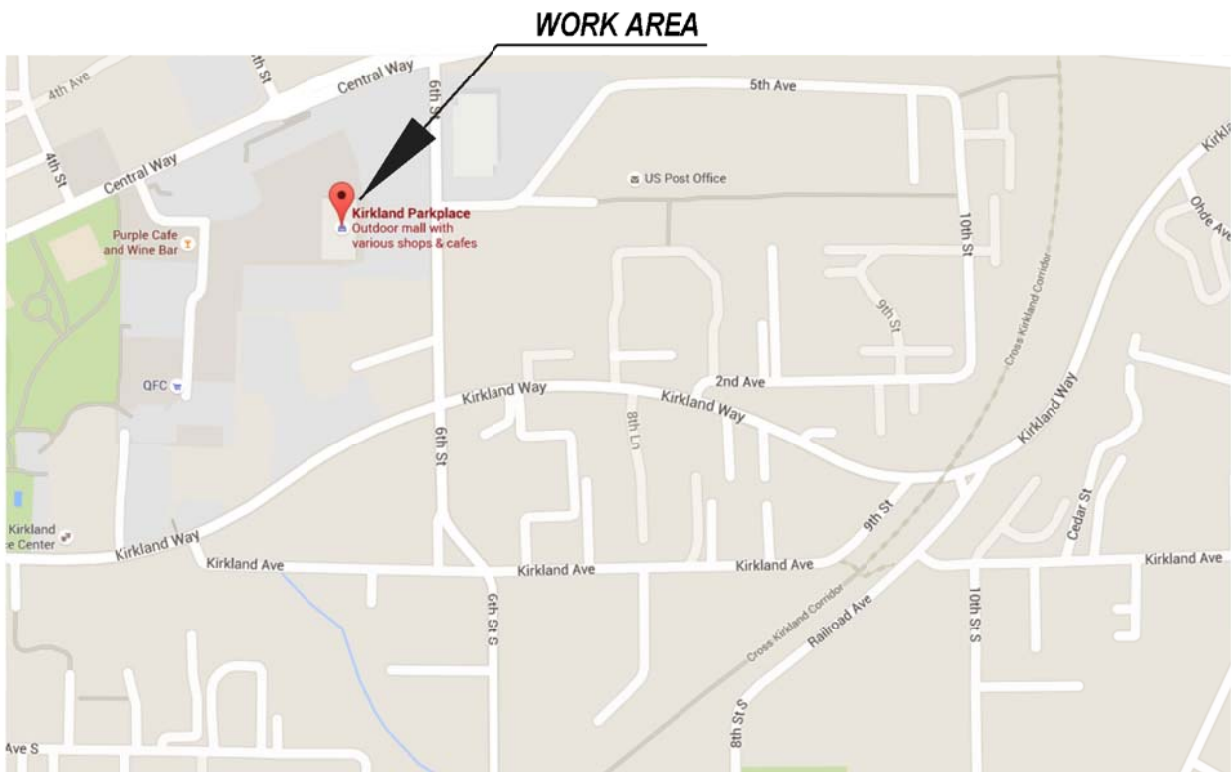 WORK AREA
Central Way
5th Ave
4th Ave
6th St
4th St
Central Way
US Post Office
Kirkland Parkplace
Outdoor mall with
various shops & cafes
Purple Cafe
and Wine Bar
10th St
Ohde Ave
Cross Kirkland Corridor
9th St
QFC
2nd Ave
Kirkland Way
Kirkland Way
Kirkland Way
8th Ln
6th St
9th St
Cedar St
Kirkland
Kirkland Way
Kirkland Ave
Kirkland Ave
Kirkland Ave
Kirkland Ave
Cross Kirkland Corridor
Railroad Ave
6th St S
10th St S
8th St S
Ave S